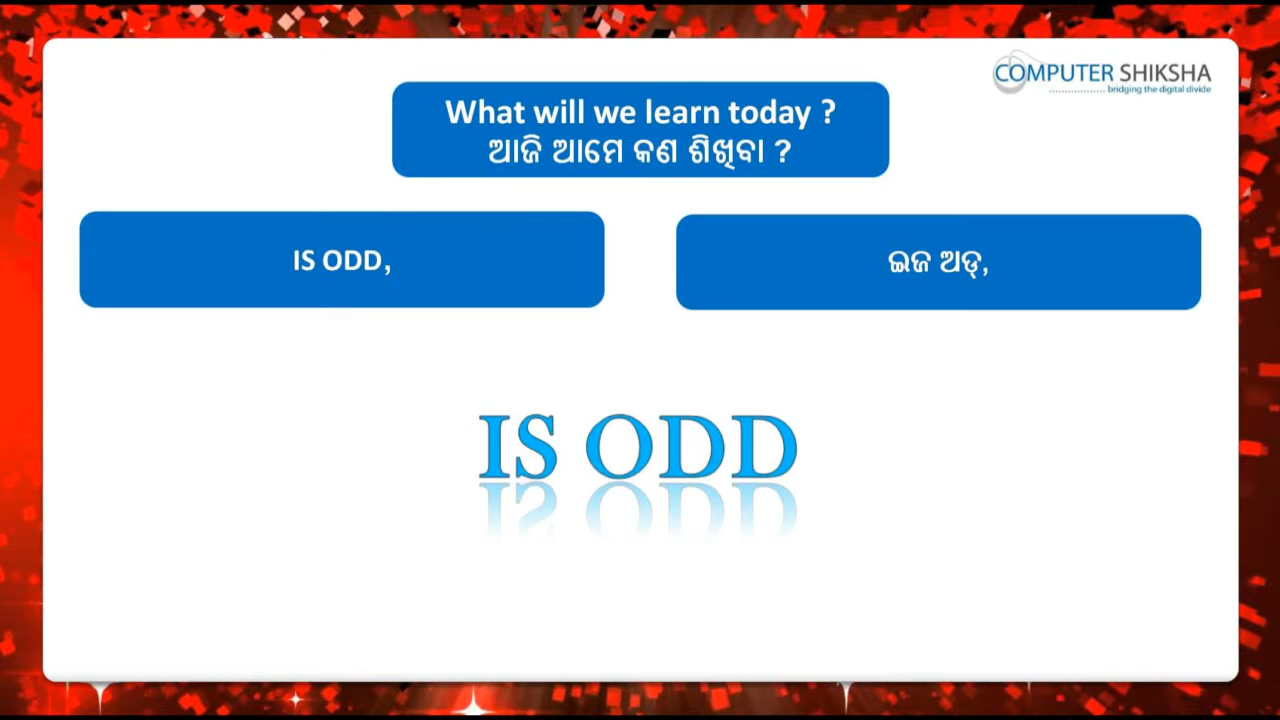 COMPUTER SHIKSHA
bridging the digital divide
What will we learn today ?
ଆଜି ଆମେ କଣ ଶିଖିବା ?
IS ODD,
ଇଜ ଅଡ୍,
IS ODD